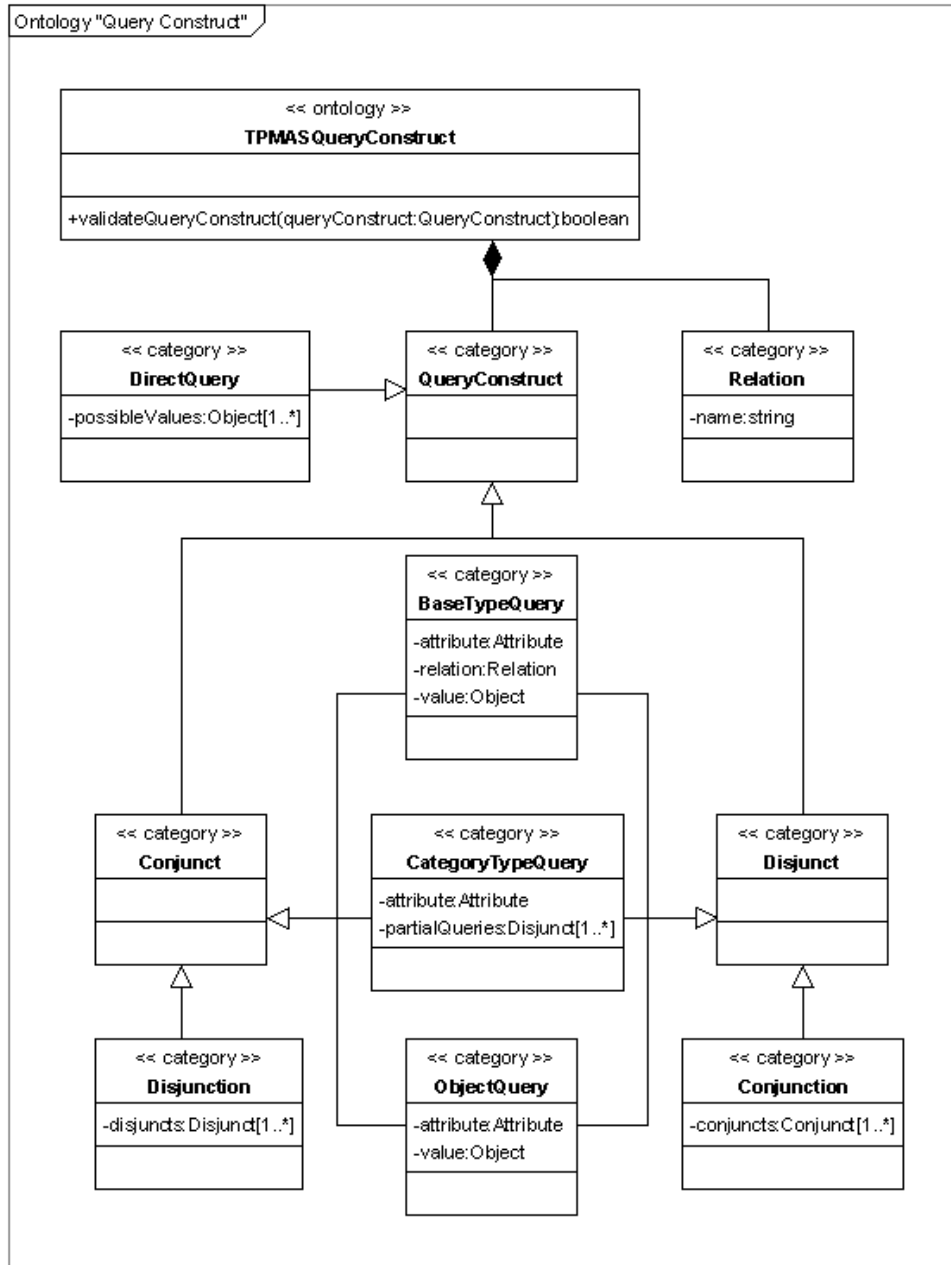 Ontology "Query Construct"
<< ontology >>
TPMASQueryConstruct
+validateQueryConstruct(queryConstruct:QueryConstruct):boolean
<< category >>
DirectQuery
-possibleValues:Object[1..*]
<< category >>
QueryConstruct
<< category >>
Relation
-name:string
<< category >>
BaseTypeQuery
-attribute:Attribute
-relation:Relation
-value:Object
<< category >>
Conjunct
<< category >>
CategoryTypeQuery
-attribute:Attribute
-partialQueries:Disjunct[1..*]
<< category >>
Disjunct
<< category >>
Disjunction
-disjuncts:Disjunct[1..*]
<< category >>
ObjectQuery
-attribute:Attribute
-value:Object
<< category >>
Conjunction
-conjuncts:Conjunct[1..*]